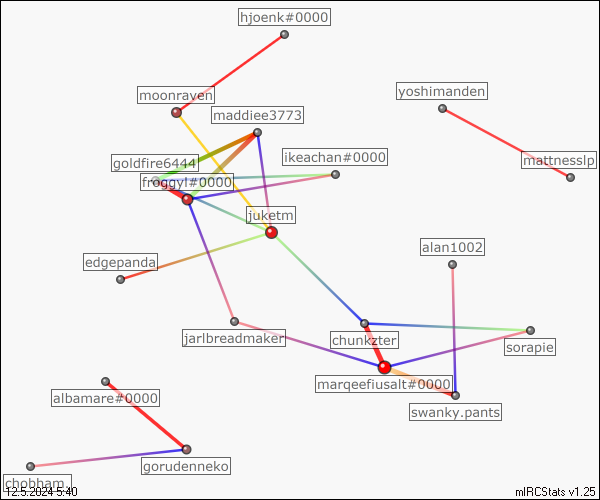 hjoenk#0000
yoshimanden
moonraven
maddiee3773
ikeachan#0000
mattnesslp
goldfire6444
froggyl#0000
juketm
alan1002
edgepanda
jarlbreadmaker
chunkzter
sorapie
marqeefiusalt#0000
albamare#0000
swanky.pants
gorudenneko
chobham_
12.5.2024 5:40
mIRCStats v1.25